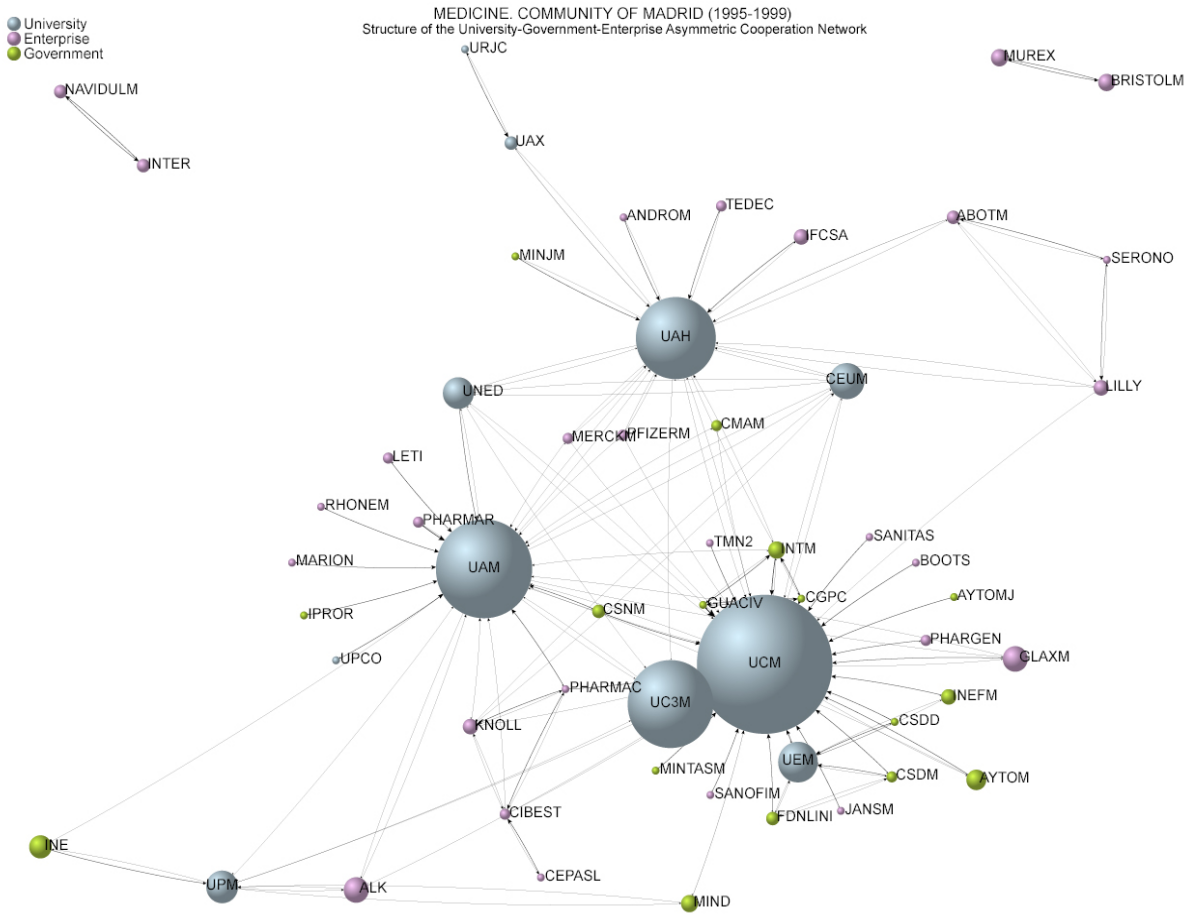 MEDICINE. COMMUNITY OF MADRID (1995-1999)
Structure of the University-Government-Enterprise Asymmetric Cooperation Network
University
Enterprise
Government
URJC
MUREX
BRISTOLM
NAVIDULM
UAX
INTER
TEDEC
ANDROM
ABOTM
IFCSA
MINJM
SERONO
UAH
CEUM
LILLY
UNED
CMAM
MERCKM
PFIZERM
LETI
RHONEM
PHARMAR
SANITAS
TMN2
INTM
MARION
BOOTS
UAM
AYTOMJ
CGPC
GUACIV
CSNM
IPROR
PHARGEN
UPCO
GLAXM
UCM
PHARMAC
INEFM
UC3M
CSDD
KNOLL
UEM
MINTASM
CSDM
AYTOM
SANOFIM
JANSM
CIBEST
FDNLINI
INE
CEPASL
UPM
ALK
MIND